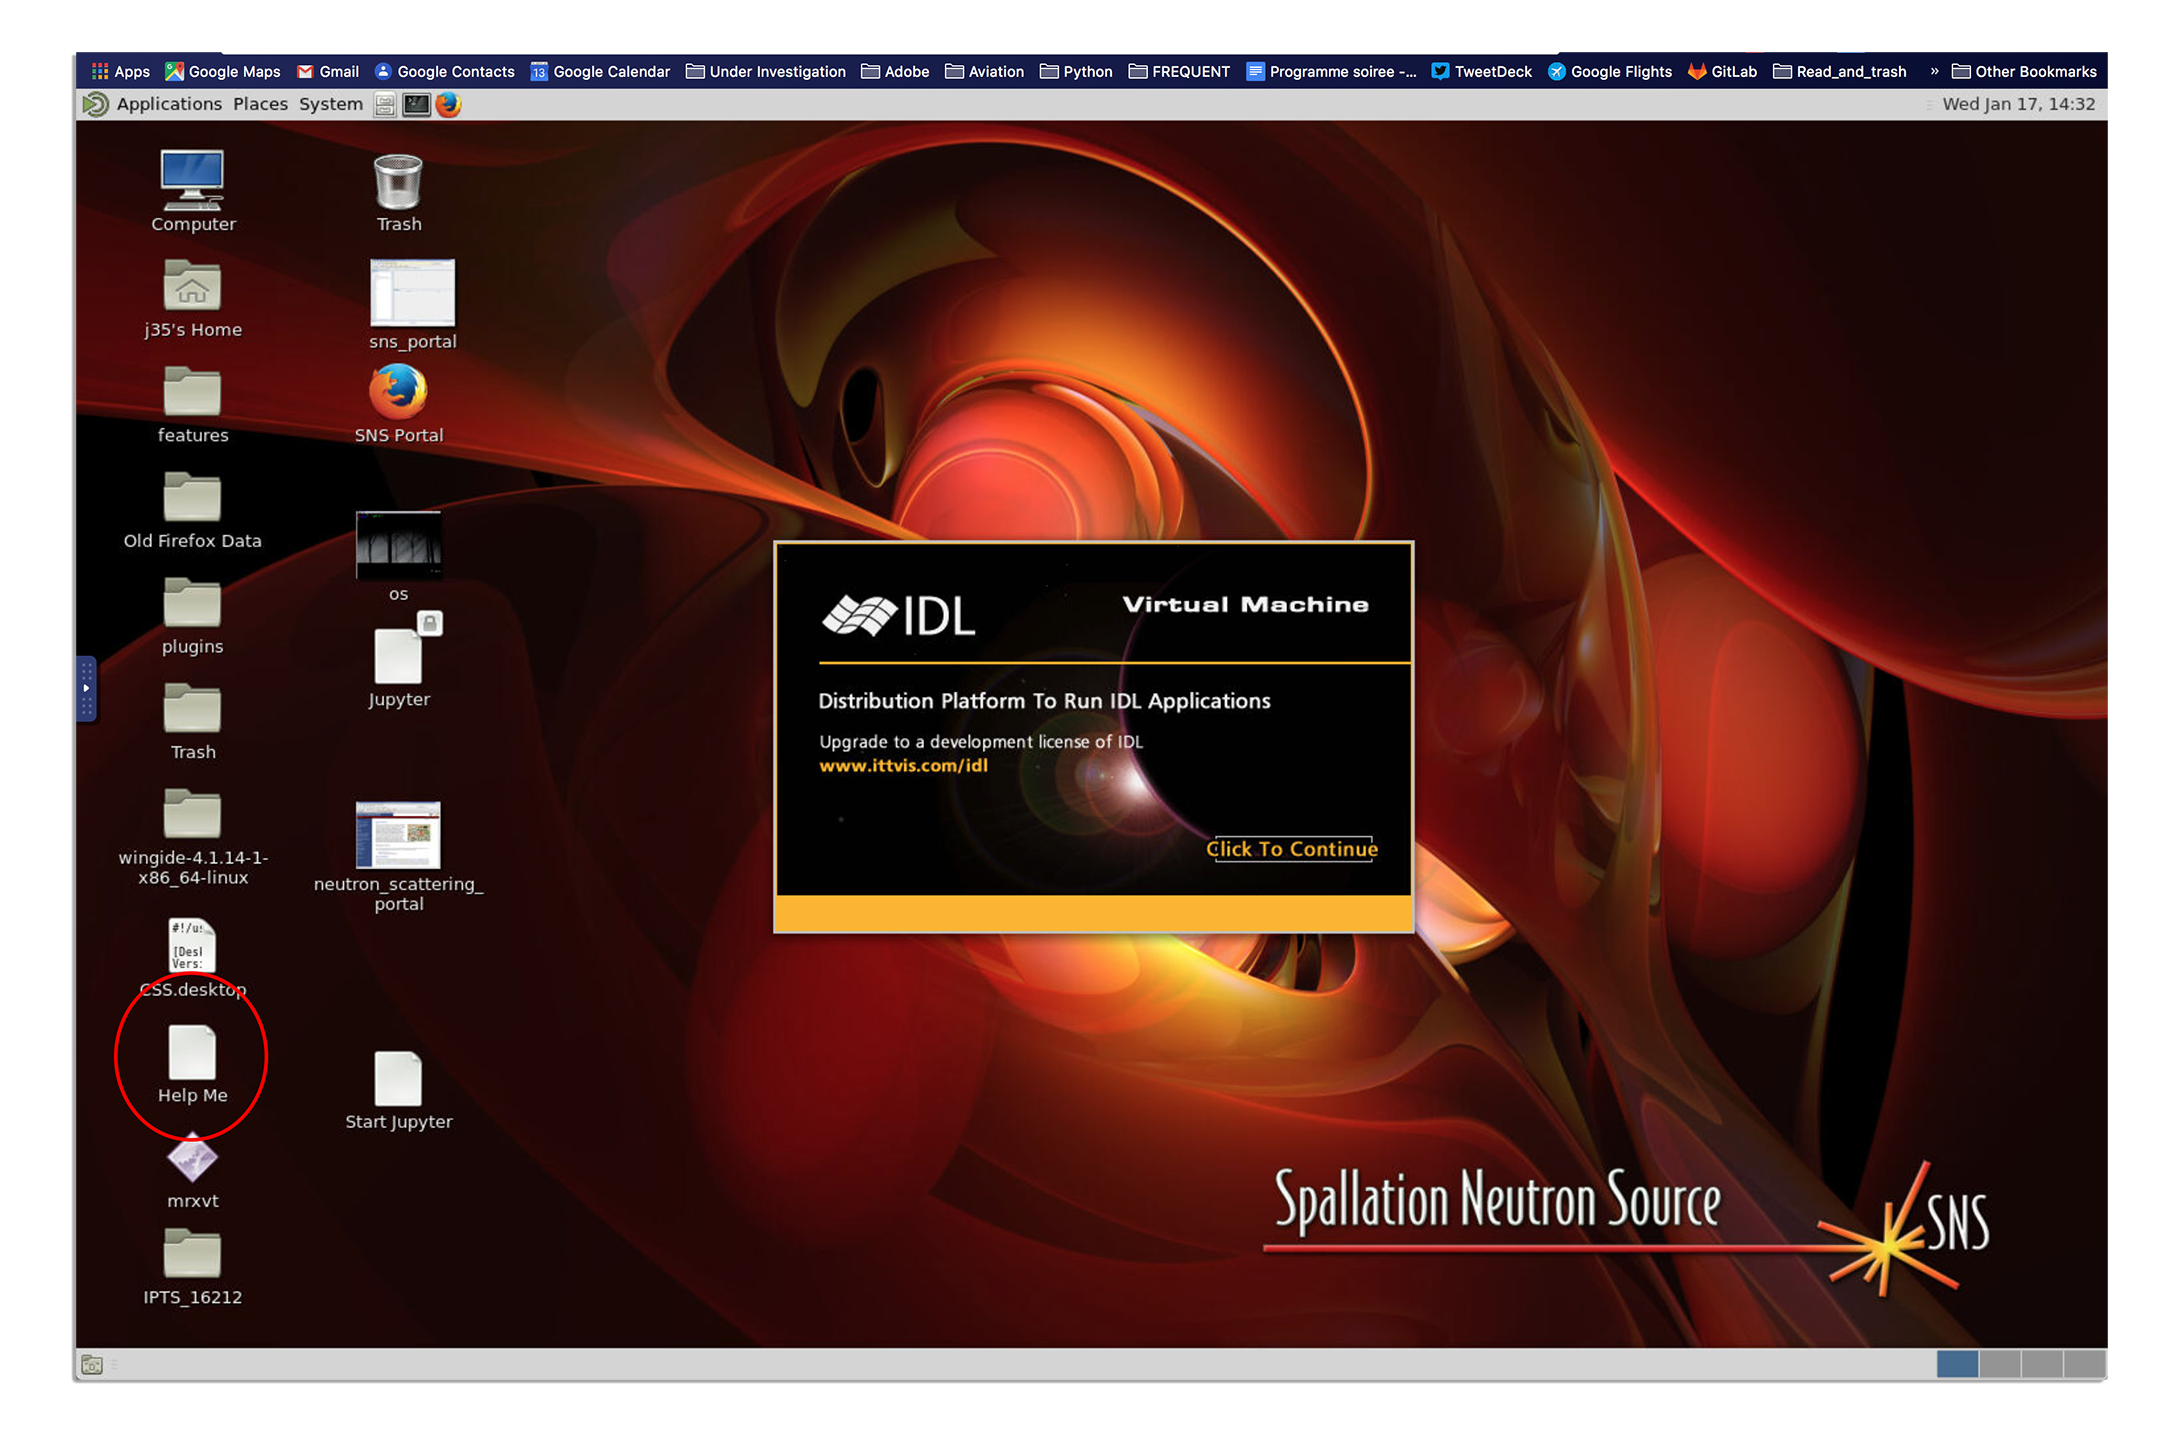 Apps Google Maps Gmail Google Contacts 13 Google Calendar Under Investigation Adobe Aviation Python FREQUENT Programme soiree -... TweetDeck Google Flights GitLab Read_and_trash » Other Bookmarks
Applications Places System Wed Jan 17, 14:32
Computer
Trash
j35's Home
sns_portal
features
SNS Portal
Old Firefox Data
os
plugins
Jupyter
Trash
wingide-4.1.14-1-
x86_64-linux
neutron_scattering_
portal
#!/u
[Desl
Vers:
CSS.desktop
Help Me
Start Jupyter
mrxvt
IPTS_16212
IDL Virtual Machine
Distribution Platform To Run IDL Applications
Upgrade to a development license of IDL
www.ittvis.com/idl
Click To Continue
Spallation Neutron Source
SNS